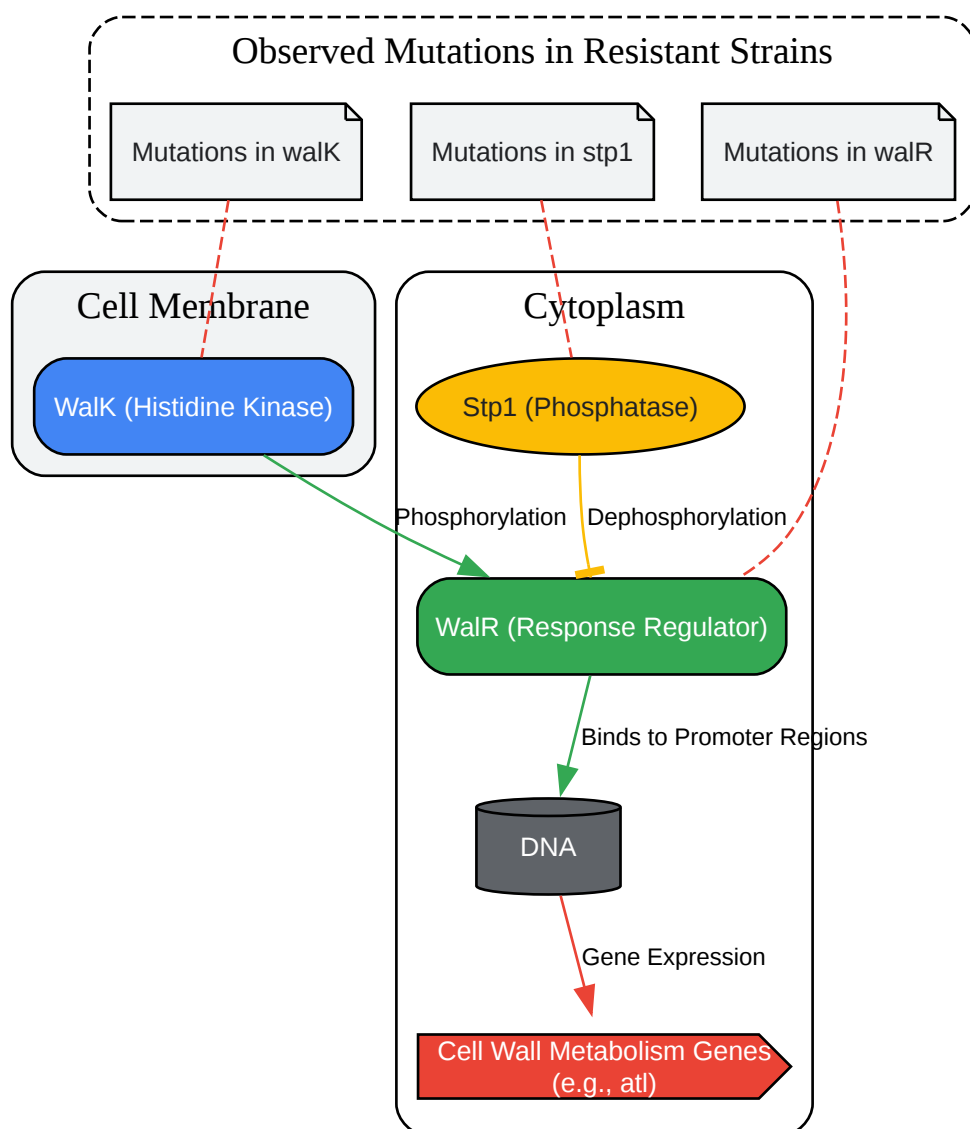 Observed Mutations in Resistant Strains
Mutations in walK
Mutations in stp1
Mutations in walR
Cell Membrane
Cytoplasm
WalK (Histidine Kinase)
Stp1 (Phosphatase)
Phosphorylation
Dephosphorylation
WalR (Response Regulator)
Binds to Promoter Regions
DNA
Gene Expression
Cell Wall Metabolism Genes
(e.g., atl)